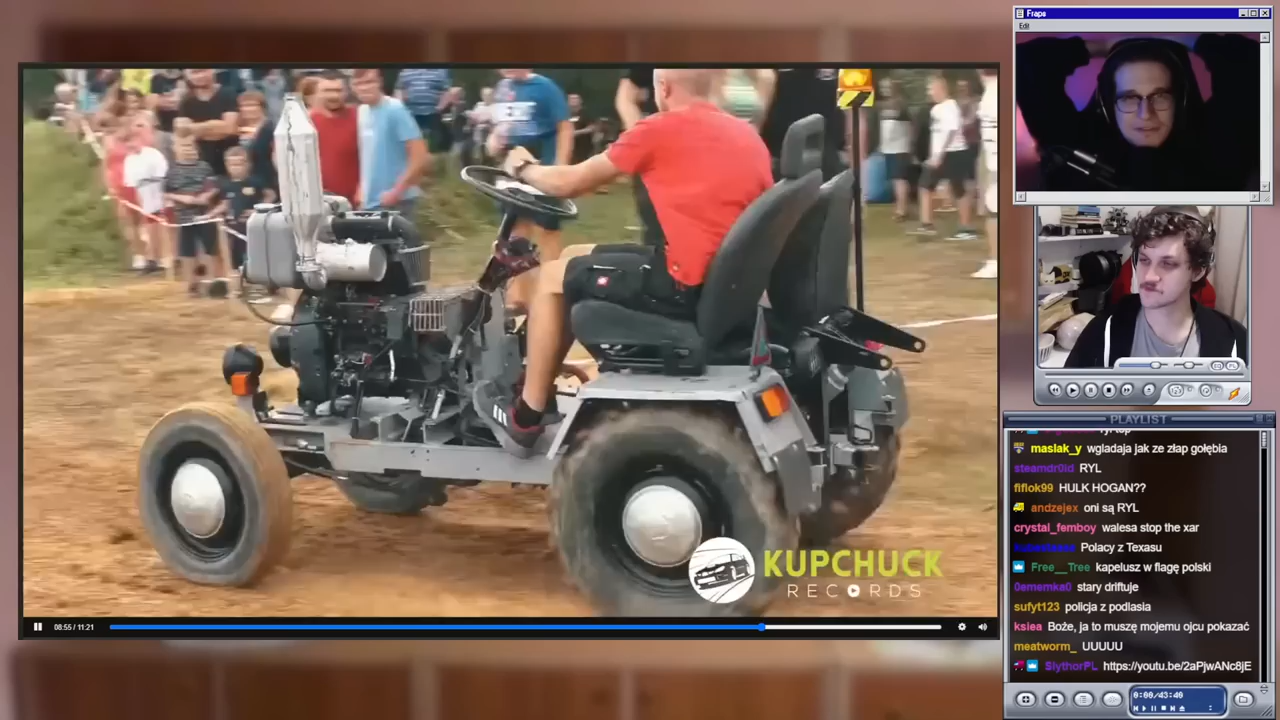 Fraps
Edit
KUPCHUCK
RECORDS
08:55 / 11:21
PLAYLIST
maslak_y wgladaja jak ze złap gołębia
steamdr0id RYL
fiflok99 HULK HOGAN??
andzejex oni są RYL
crystal_femboy walesa stop the xar
Polacy z Texasu
Free__Tree kapelusz w flagę polski
0ememka0 stary driftuje
sufyt123 policja z podlasia
ksiea Boże, ja to muszę mojemu ojcu pokazać
meatworm_ UUUUU
SlythorPL https://youtu.be/2aPjwANc8jE
0:00/43:40